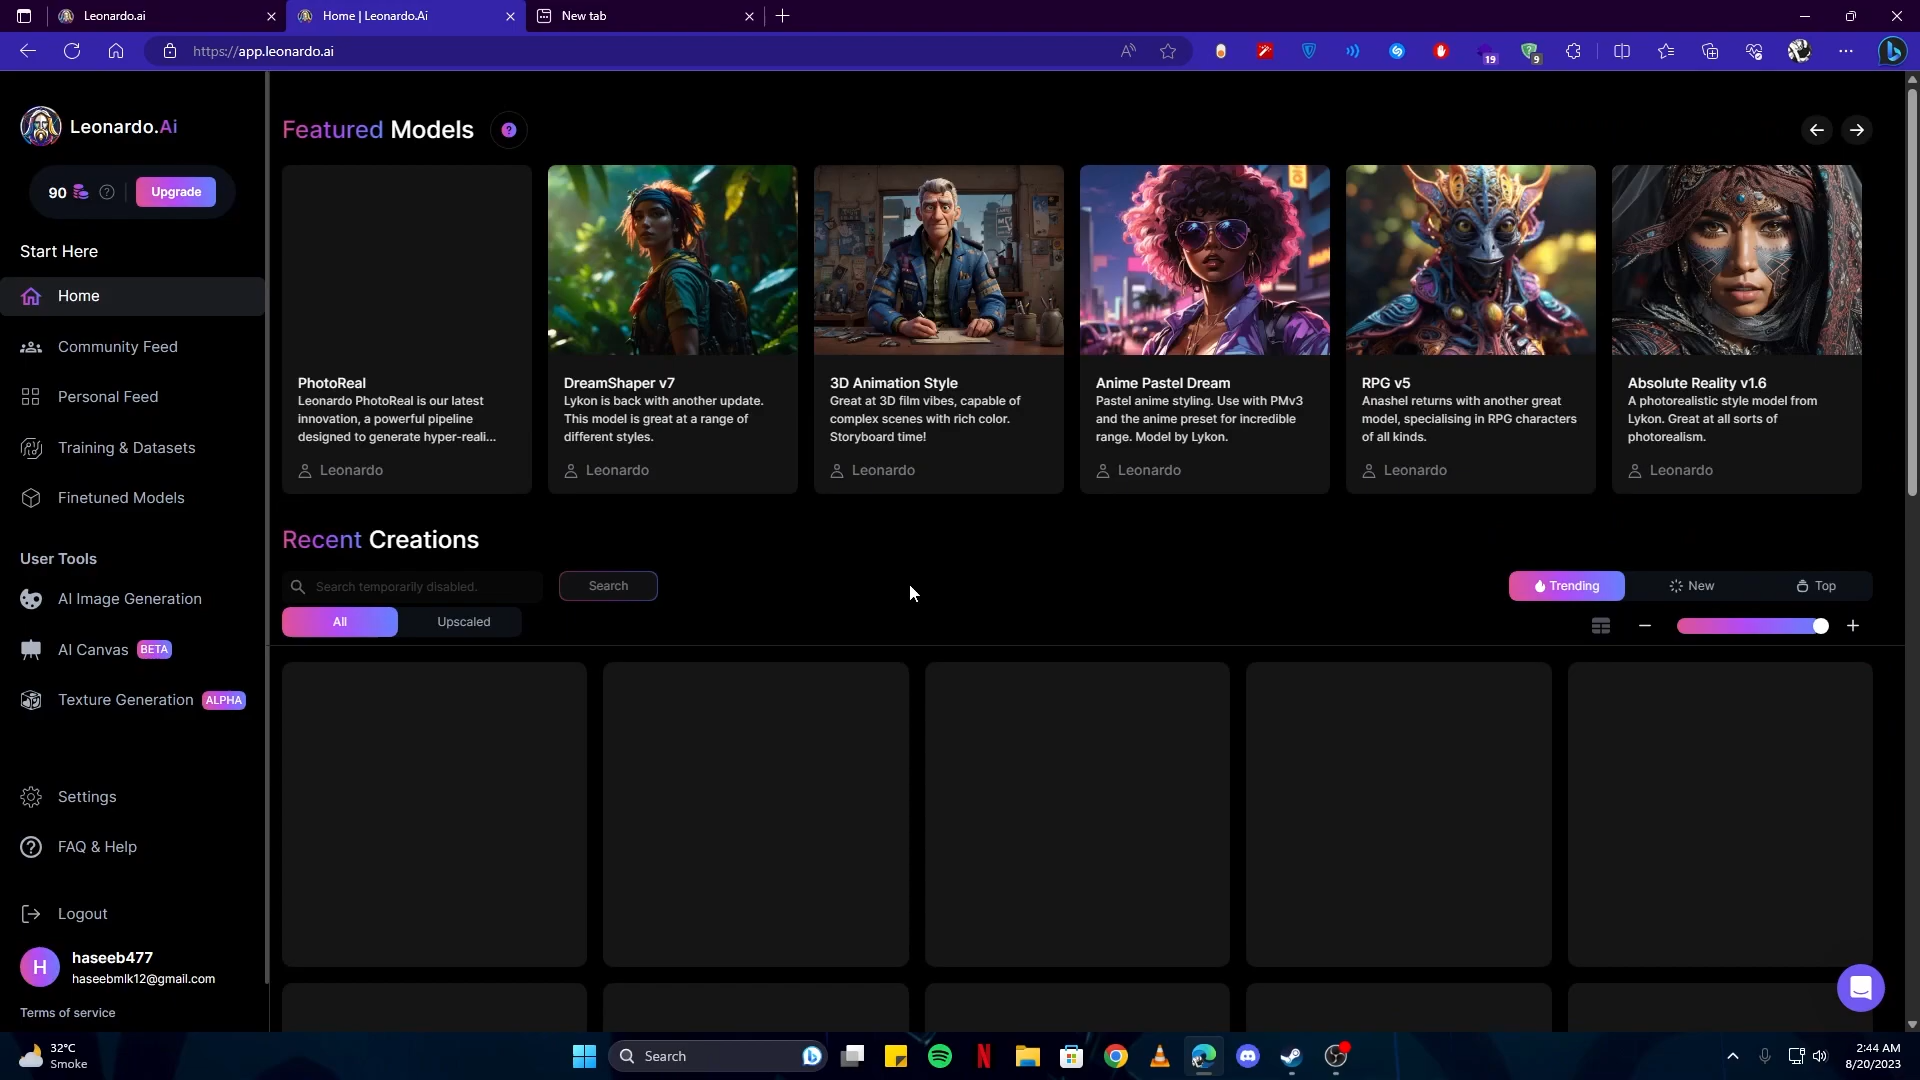 Leonardo.ai
Home | Leonardo.Ai
New tab
https://app.leonardo.ai
19
9
Leonardo.Ai
90
Upgrade
Start Here
Home
Community Feed
Personal Feed
Training & Datasets
Finetuned Models
User Tools
AI Image Generation
AI Canvas BETA
Texture Generation ALPHA
Settings
FAQ & Help
Logout
H
haseeb477
haseebmlk12@gmail.com
Terms of service
Featured Models
PhotoReal
Leonardo PhotoReal is our latest
innovation, a powerful pipeline
designed to generate hyper-reali...
Leonardo
DreamShaper v7
Lykon is back with another update.
This model is great at a range of
different styles.
Leonardo
3D Animation Style
Great at 3D film vibes, capable of
complex scenes with rich color.
Storyboard time!
Leonardo
Anime Pastel Dream
Pastel anime styling. Use with PMv3
and the anime preset for incredible
range. Model by Lykon.
Leonardo
RPG v5
Anashel returns with another great
model, specialising in RPG characters
of all kinds.
Leonardo
Absolute Reality v1.6
A photorealistic style model from
Lykon. Great at all sorts of
photorealism.
Leonardo
Recent Creations
Search temporarily disabled.
Search
Trending
New
Top
All
Upscaled
32°C
Smoke
Search
2:44 AM
8/20/2023